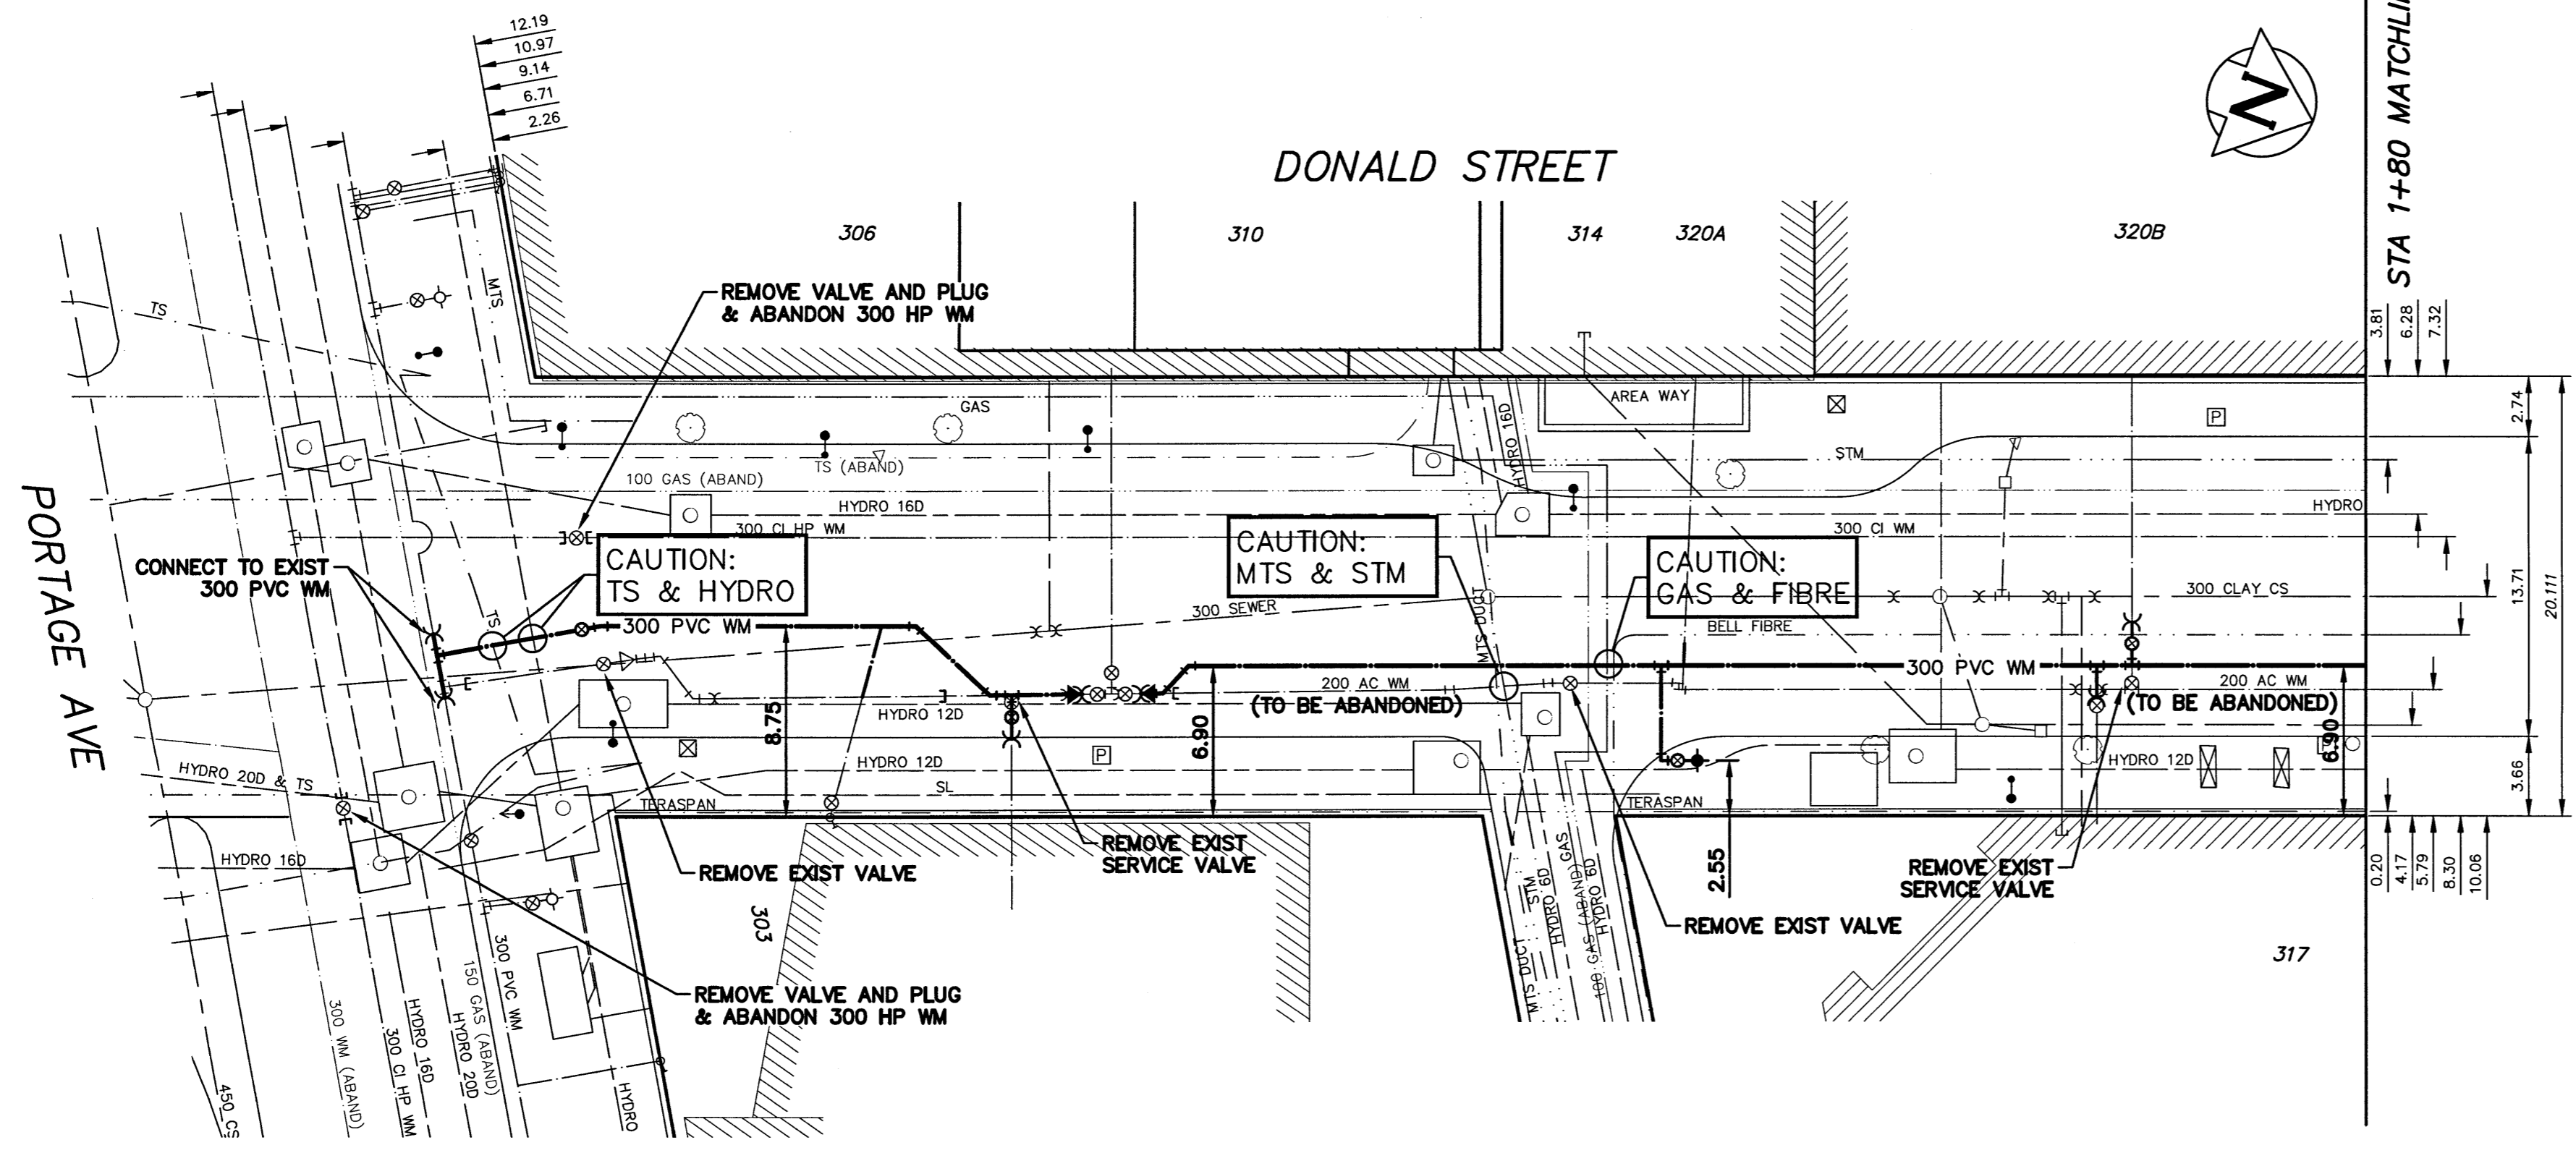 12.19
10.97
9.14
6.71
2.26
DONALD STREET
N
STA 1+80
306
310
314
320A
320B
3.81
6.28
7.32
TS
MTS
REMOVE VALVE AND PLUG
& ABANDON 300 HP WM
GAS
AREA WAY
P
2.74
HYDRO 16D
STM
TS (ABAND)
100 GAS (ABAND)
HYDRO 16D
HYDRO
300 CI HP WM
300 CI WM
PORTAGE AVE
CONNECT TO EXIST
300 PVC WM
CAUTION:
TS & HYDRO
CAUTION:
MTS & STM
CAUTION:
GAS & FIBRE
13.71
20.111
TS
300 PVC WM
300 SEWER
MTS DUCT
300 CLAY CS
BELL FIBRE
300 PVC WM
200 AC WM
(TO BE ABANDONED)
200 AC WM
(TO BE ABANDONED)
8.75
HYDRO 12D
6.90
6.90
P
HYDRO 12D
HYDRO 12D
3.66
HYDRO 20D & TS
SL
TERASPAN
TERASPAN
2.55
HYDRO 16D
REMOVE EXIST VALVE
REMOVE EXIST
SERVICE VALVE
REMOVE EXIST
SERVICE VALVE
REMOVE EXIST VALVE
0.20
4.17
5.79
8.30
10.06
303
317
REMOVE VALVE AND PLUG
& ABANDON 300 HP WM
MTS DUCT
STM
HYDRO 6D
100 GAS (ABAND)
GAS
HYDRO 6D
450 CS
300 WM (ABAND)
300 CI HP WM
HYDRO 16D
HYDRO 20D
150 GAS (ABAND)
300 PVC WM
HYDRO